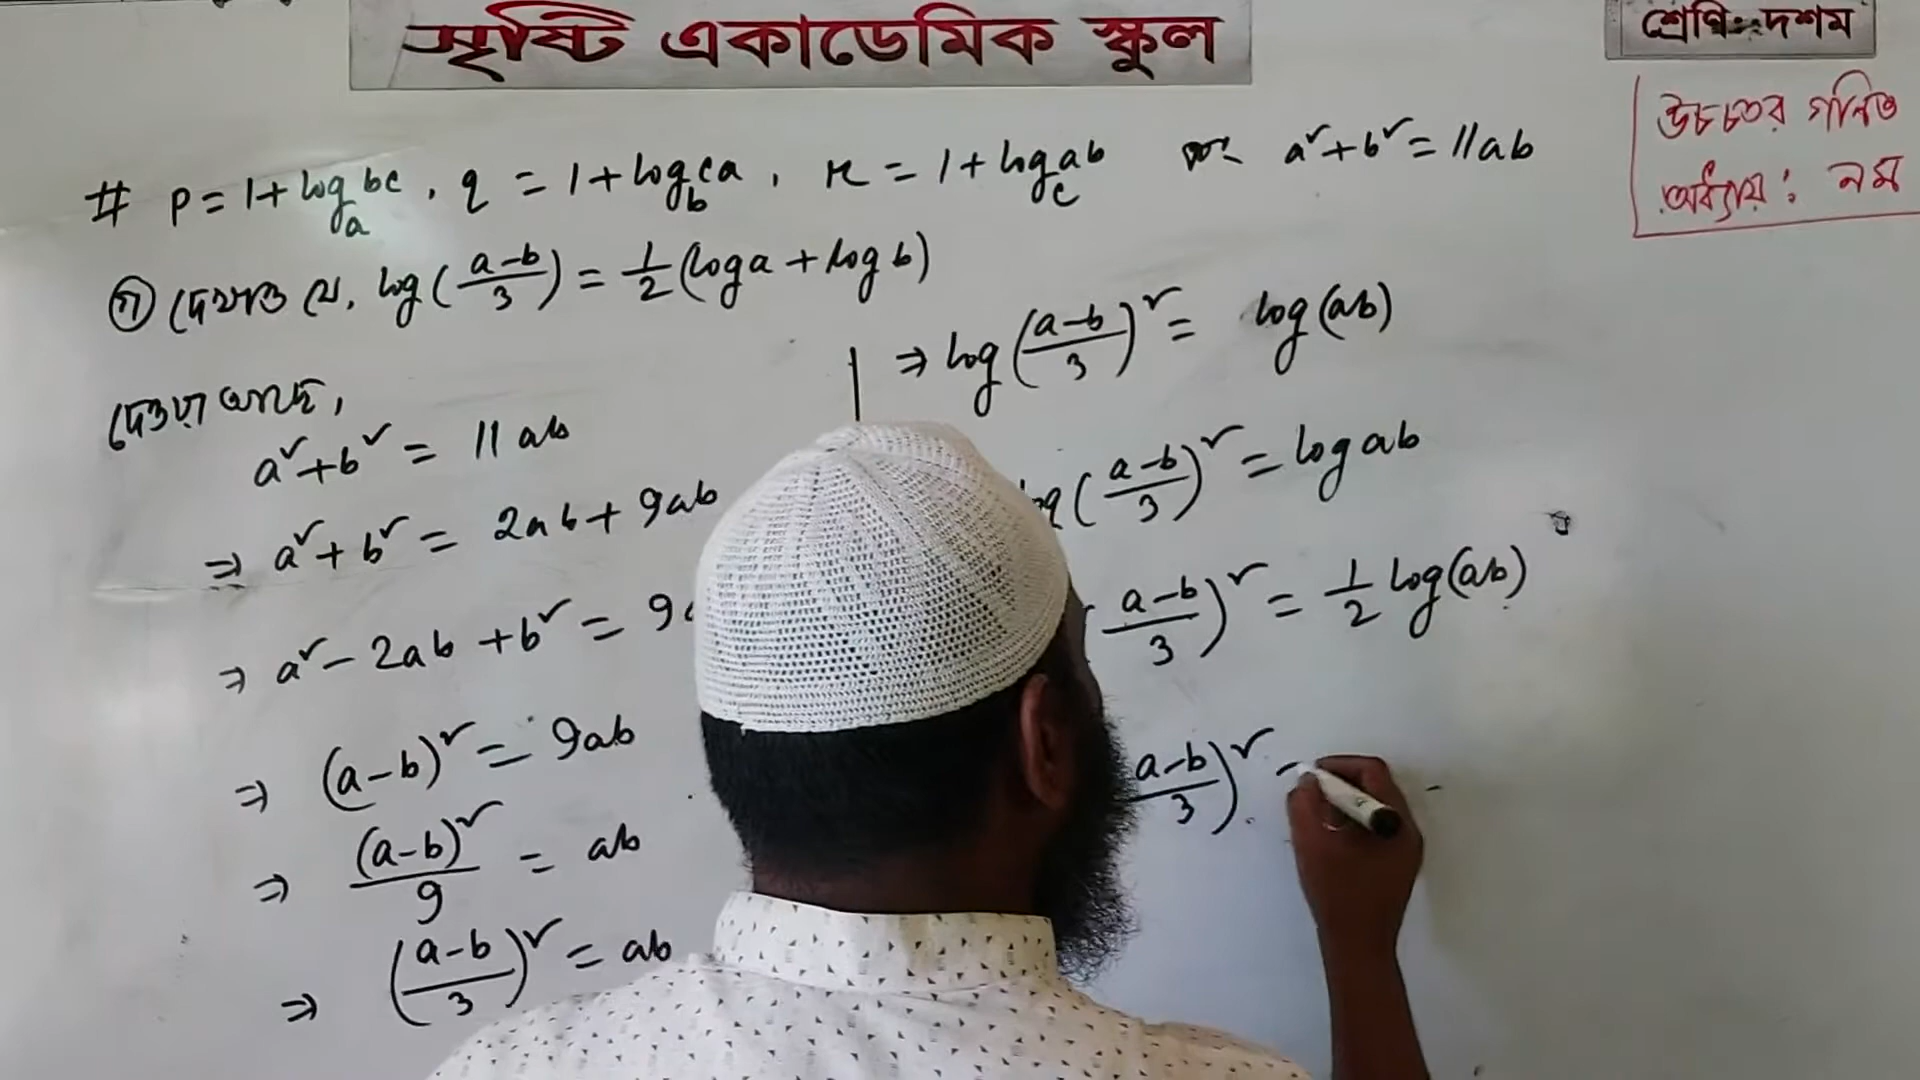 সৃষ্টি একাডেমিক স্কুল
শ্রেণি: দশম
উচ্চতর গণিত
অধ্যায়: নবম
# P = 1 + log_a bc, q = 1 + log_b ca, r = 1 + log_c ab এবং a² + b² = 11ab
(গ) দেখাও যে, log((a-b)/3) = 1/2 (log a + log b)
দেওয়া আছে,
a² + b² = 11 ab
⇒ a² + b² = 2ab + 9ab
⇒ a² - 2ab + b² = 9
⇒ (a-b)² = 9ab
⇒ (a-b)²/9 = ab
⇒ ((a-b)/3)² = ab
⇒ log((a-b)/3)² = log(ab)
((a-b)/3)² = log ab
(a-b)/3)² = 1/2 log(ab)
(a-b)/3)² =